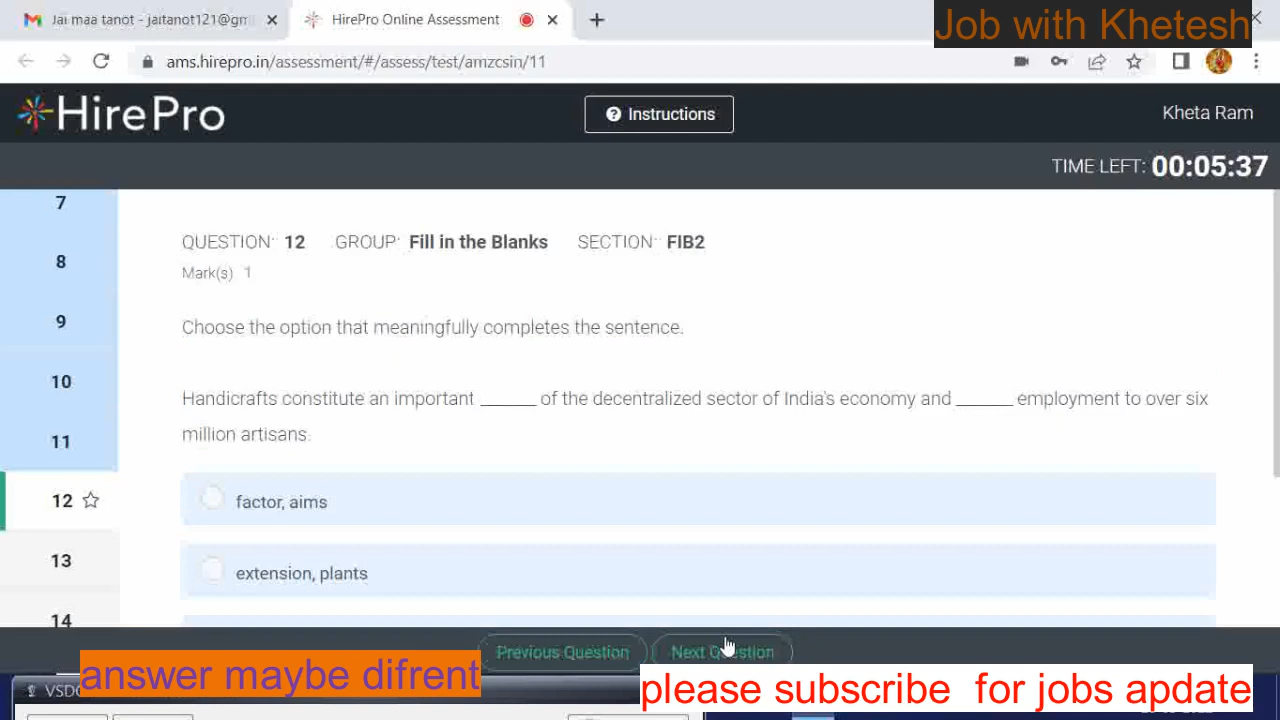 Jai maa tanot - jaitanot121@gm
HirePro Online Assessment
Job with Khetesh
ams.hirepro.in/assessment/#/assess/test/amzcsin/11
HirePro
Instructions
Kheta Ram
TIME LEFT: 00:05:37
7
8
9
10
11
12
13
14
QUESTION: 12 GROUP: Fill in the Blanks SECTION: FIB2
Mark(s) 1
Choose the option that meaningfully completes the sentence.
Handicrafts constitute an important ______ of the decentralized sector of India's economy and ______ employment to over six
million artisans.
factor, aims
extension, plants
Previous Question
Next Question
answer maybe difrent
VSDC
please subscribe for jobs apdate